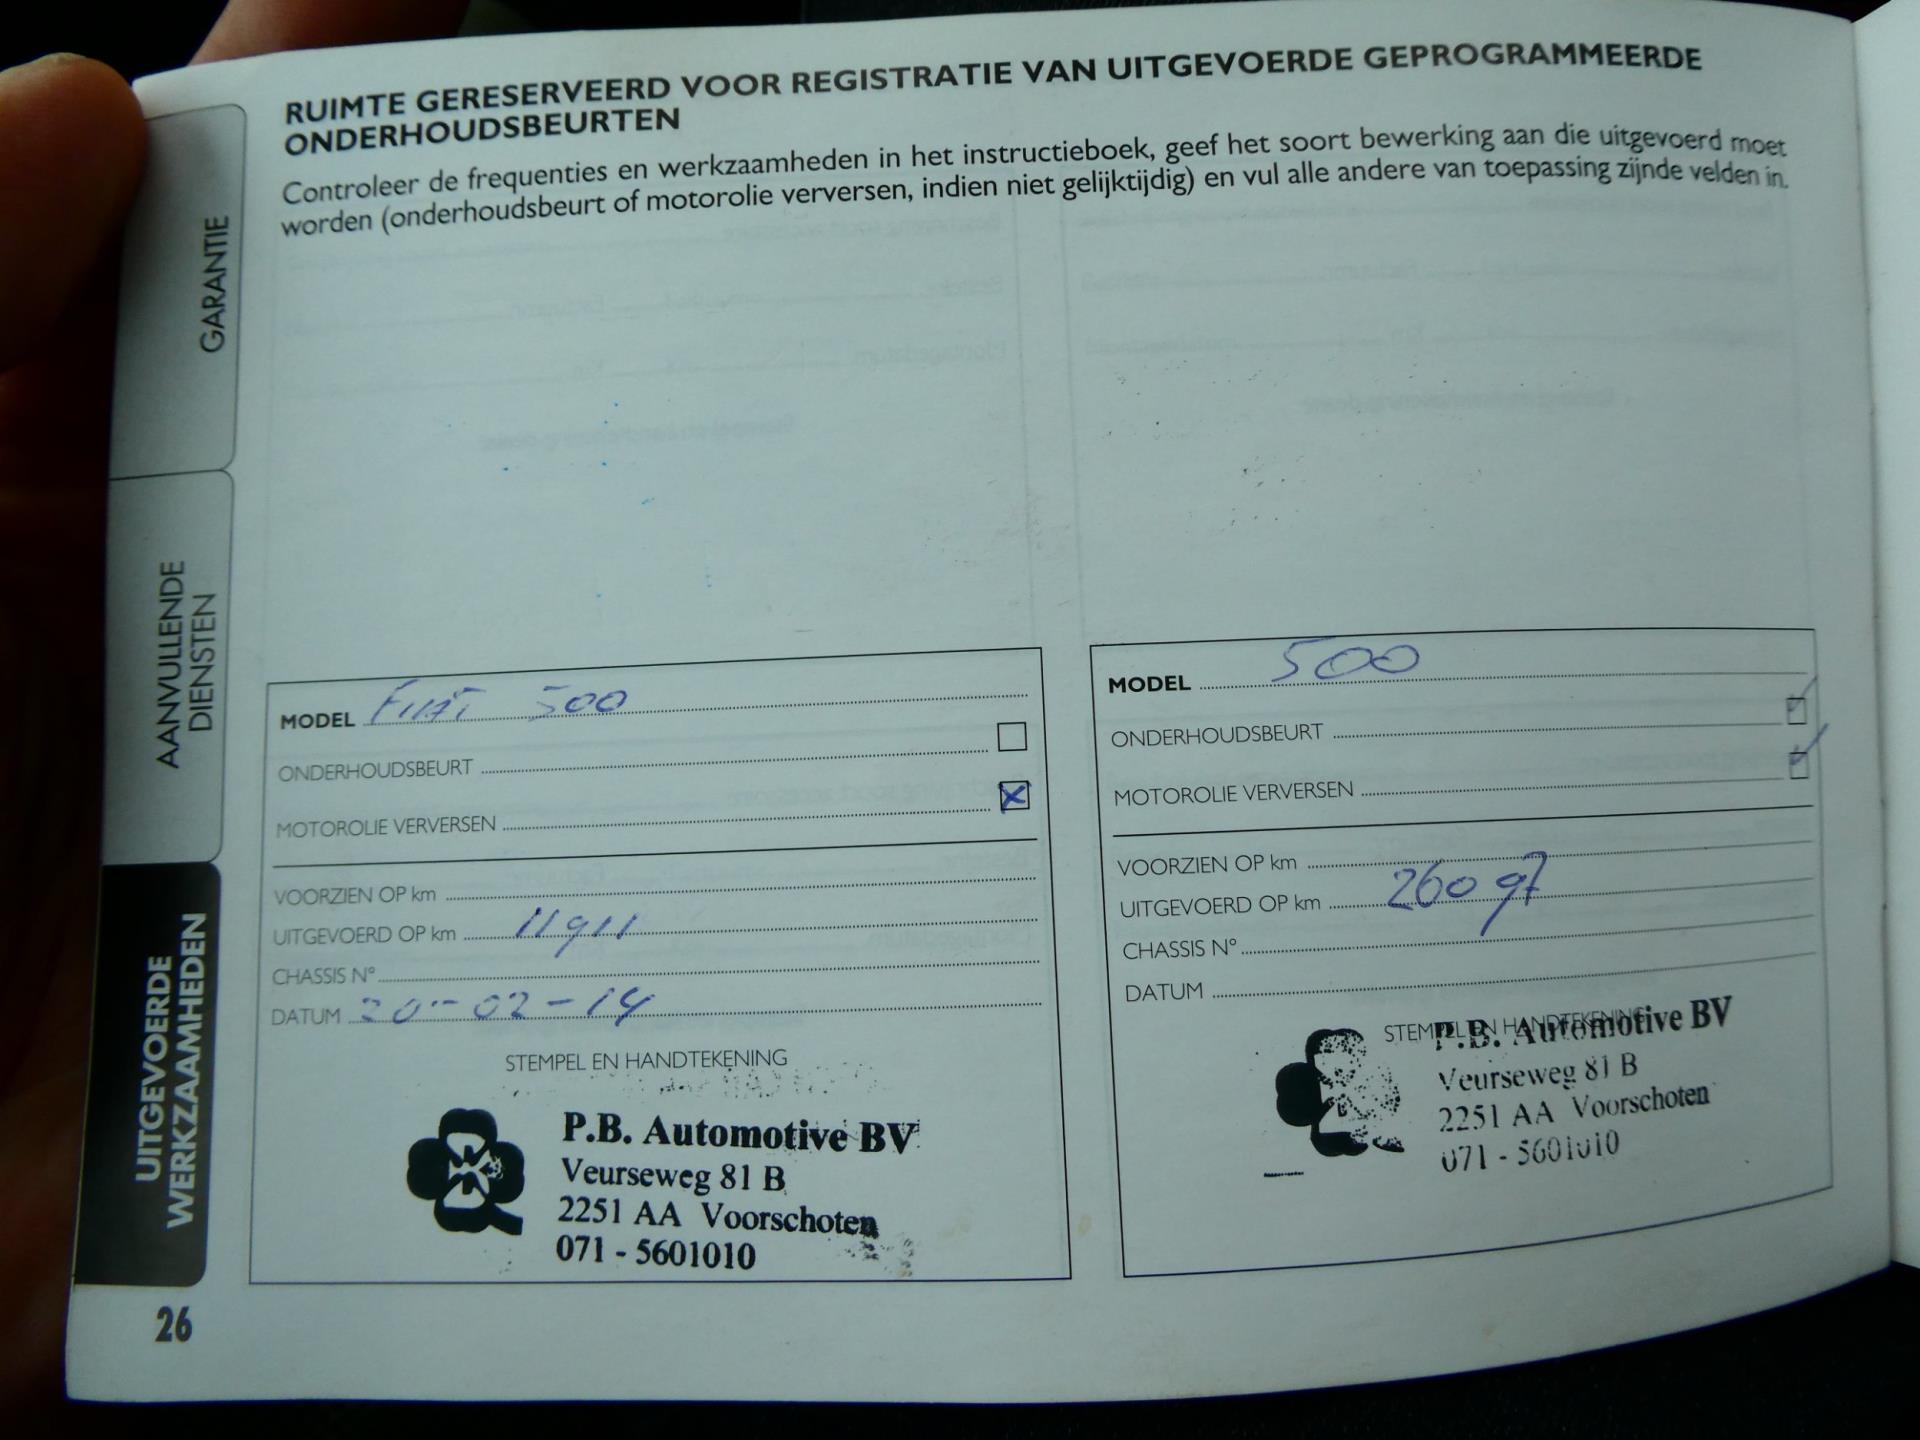 RUIMTE GERESERVEERD VOOR REGISTRATIE VAN UITGEVOERDE GEPROGRAMMEERDE
ONDERHOUDSBEURTEN
Controleer de frequenties en werkzaamheden in het instructieboek, geef het soort bewerking aan die uitgevoerd moet
worden (onderhoudsbeurt of motorolie verversen, indien niet gelijktijdig) en vul alle andere van toepassing zijnde velden in.
GARANTIE
AANVULLENDE
DIENSTEN
UITGEVOERDE
WERKZAAMHEDEN
26
MODEL FIAT 500
ONDERHOUDSBEURT
MOTOROLIE VERVERSEN X
VOORZIEN OP km
UITGEVOERD OP km 11911
CHASSIS N°
DATUM 20-02-14
STEMPEL EN HANDTEKENING
P.B. Automotive BV
Veurseweg 81 B
2251 AA Voorschoten
071 - 5601010
MODEL 500
ONDERHOUDSBEURT
MOTOROLIE VERVERSEN
VOORZIEN OP km
UITGEVOERD OP km 26097
CHASSIS N°
DATUM
STEMPEL EN HANDTEKENING
P.B. Automotive BV
Veurseweg 81 B
2251 AA Voorschoten
071 - 5601010